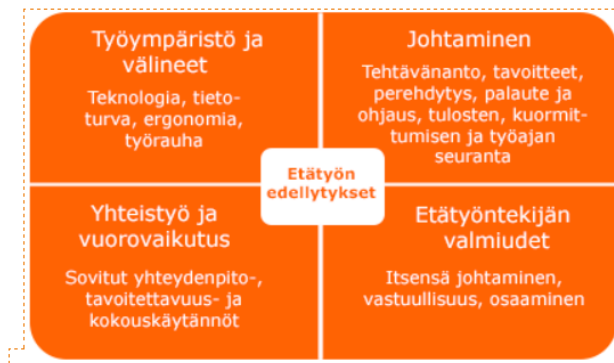 Työympäristö ja
välineet
Teknologia, tieto-
turva, ergonomia,
työrauha
Johtaminen
Tehtävänanto, tavoitteet,
perehdytys, palaute ja
ohjaus, tulosten, kuormit-
tumisen ja työajan
seuranta
Etätyön
edellytykset
Yhteistyö ja
vuorovaikutus
Sovitut yhteydenpito-,
tavoitettavuus- ja
kokouskäytännöt
Etätyöntekijän
valmiudet
Itsensä johtaminen,
vastuullisuus, osaaminen